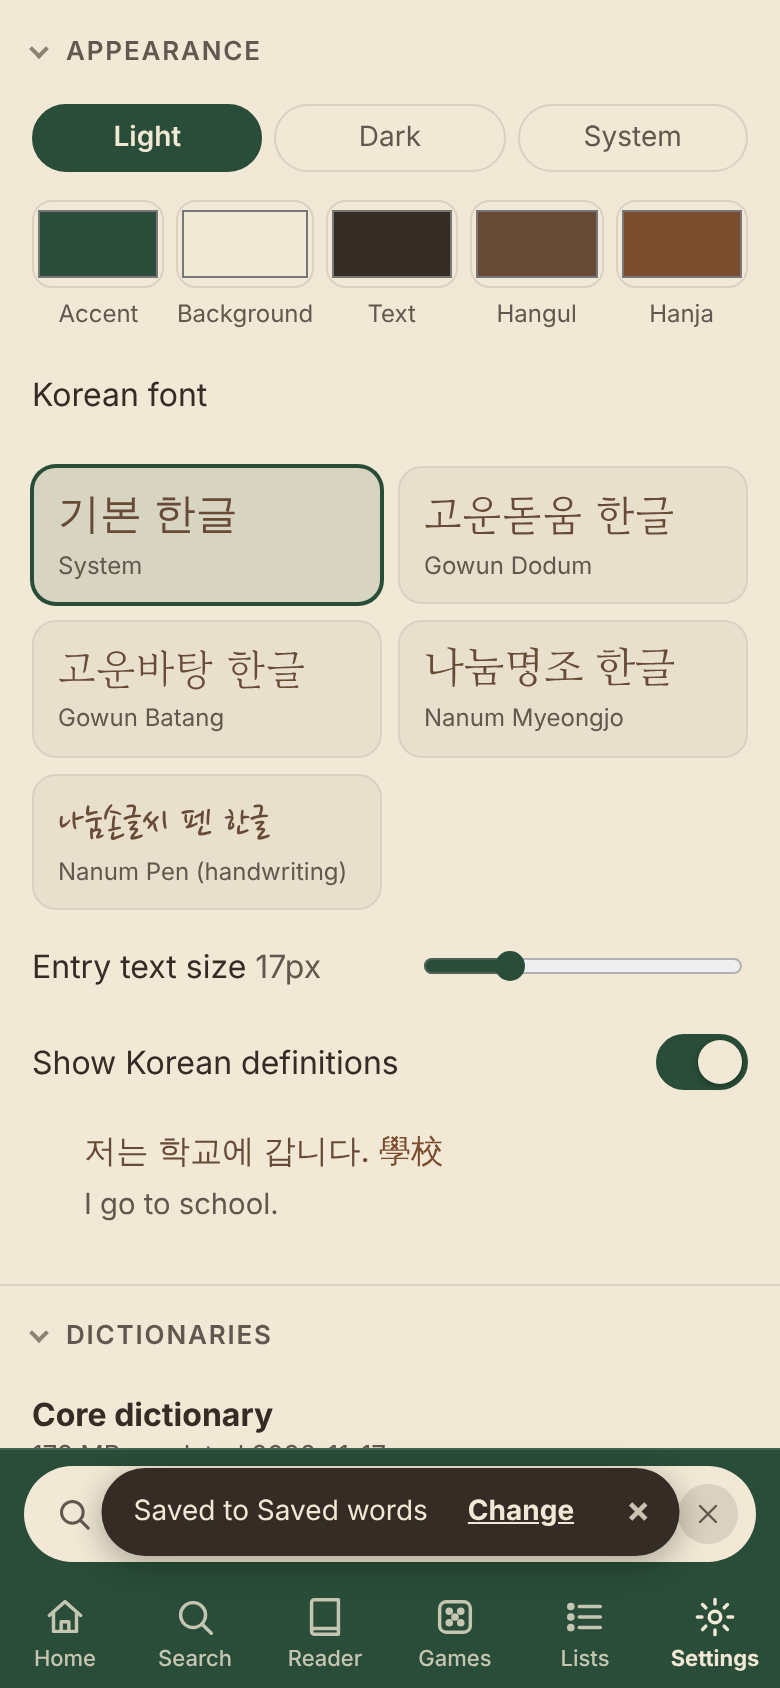 APPEARANCE
Light Dark System
Accent Background Text Hangul Hanja
Korean font
기본 한글 고운돋움 한글
System Gowun Dodum
고운바탕 한글 나눔명조 한글
Gowun Batang Nanum Myeongjo
나눔손글씨 펜 한글
Nanum Pen (handwriting)
Entry text size 17px
Show Korean definitions
저는 학교에 갑니다. 學校
I go to school.
DICTIONARIES
Core dictionary
Saved to Saved words Change
Home Search Reader Games Lists Settings